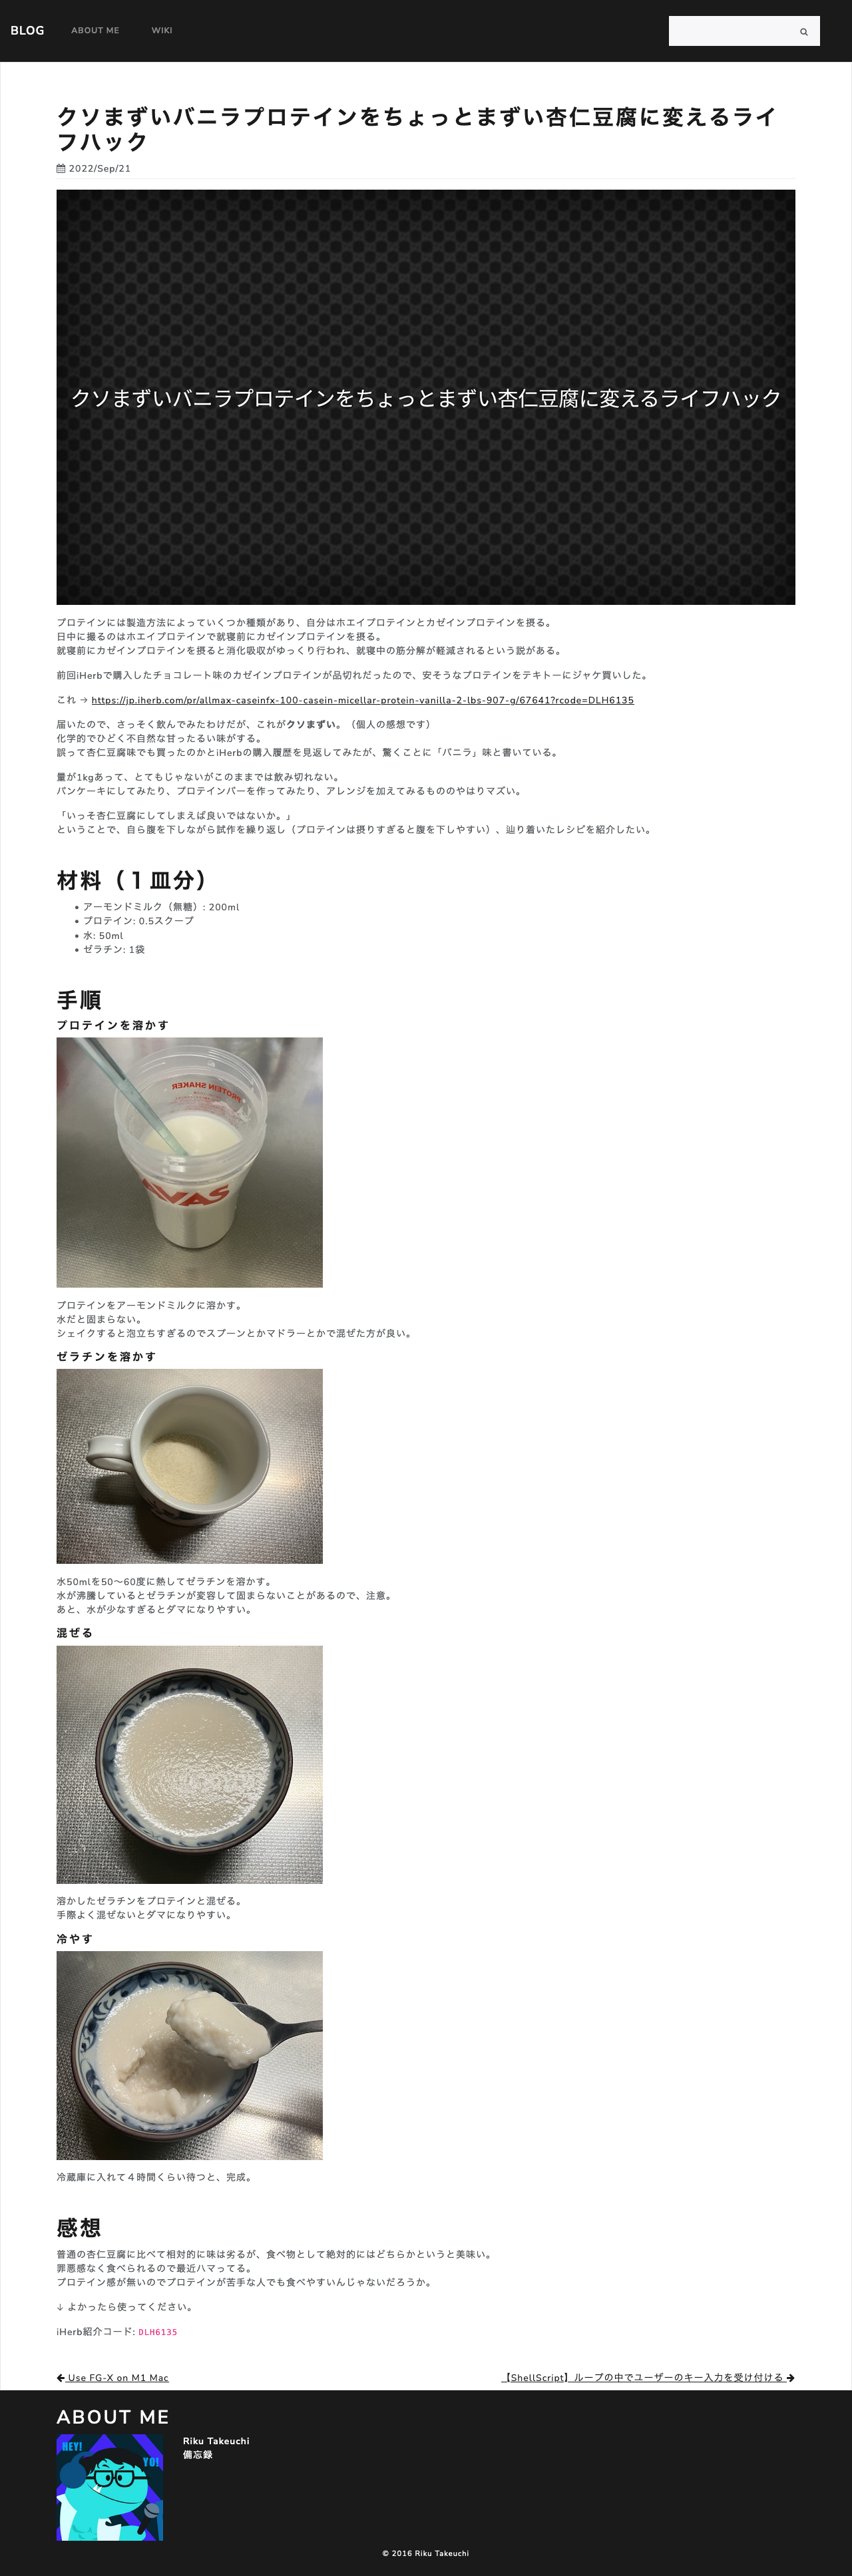 BLOG ABOUT ME WIKI
クソまずいバニラプロテインをちょっとまずい杏仁豆腐に変えるライ
フハック
2022/Sep/21
クソまずいバニラプロテインをちょっとまずい杏仁豆腐に変えるライフハック
プロテインには製造方法によっていくつか種類があり、自分はホエイプロテインとカゼインプロテインを摂る。
日中に撮るのはホエイプロテインで就寝前にカゼインプロテインを摂る。
就寝前にカゼインプロテインを摂ると消化吸収がゆっくり行われ、就寝中の筋分解が軽減されるという説がある。
前回iHerbで購入したチョコレート味のカゼインプロテインが品切れだったので、安そうなプロテインをテキトーにジャケ買いした。
これ → https://jp.iherb.com/pr/allmax-caseinfx-100-casein-micellar-protein-vanilla-2-lbs-907-g/67641?rcode=DLH6135
届いたので、さっそく飲んでみたわけだが、これがクソまずい。（個人の感想です）
化学的でひどく不自然な甘ったるい味がする。
誤って杏仁豆腐味でも買ったのかとiHerbの購入履歴を見返してみたが、驚くことに「バニラ」味と書いている。
量が1kgあって、とてもじゃないがこのままでは飲み切れない。
パンケーキにしてみたり、プロテインバーを作ってみたり、アレンジを加えてみるもののやはりマズい。
「いっそ杏仁豆腐にしてしまえば良いではないか。」
ということで、自ら腹を下しながら試作を繰り返し（プロテインは摂りすぎると腹を下しやすい）、辿り着いたレシピを紹介したい。
材料（１皿分）
• アーモンドミルク（無糖）: 200ml
• プロテイン: 0.5スクープ
• 水: 50ml
• ゼラチン: 1袋
手順
プロテインを溶かす
PROTEIN SHAKER
SAVAS
プロテインをアーモンドミルクに溶かす。
水だと固まらない。
シェイクすると泡立ちすぎるのでスプーンとかマドラーとかで混ぜた方が良い。
ゼラチンを溶かす
水50mlを50〜60度に熱してゼラチンを溶かす。
水が沸騰しているとゼラチンが変容して固まらないことがあるので、注意。
あと、水が少なすぎるとダマになりやすい。
混ぜる
溶かしたゼラチンをプロテインと混ぜる。
手際よく混ぜないとダマになりやすい。
冷やす
冷蔵庫に入れて４時間くらい待つと、完成。
感想
普通の杏仁豆腐に比べて相対的に味は劣るが、食べ物として絶対的にはどちらかというと美味い。
罪悪感なく食べられるので最近ハマってる。
プロテイン感が無いのでプロテインが苦手な人でも食べやすいんじゃないだろうか。
↓ よかったら使ってください。
iHerb紹介コード: DLH6135
← Use FG-X on M1 Mac
【ShellScript】ループの中でユーザーのキー入力を受け付ける →
ABOUT ME
HEY!
YO!
Riku Takeuchi
備忘録
© 2016 Riku Takeuchi